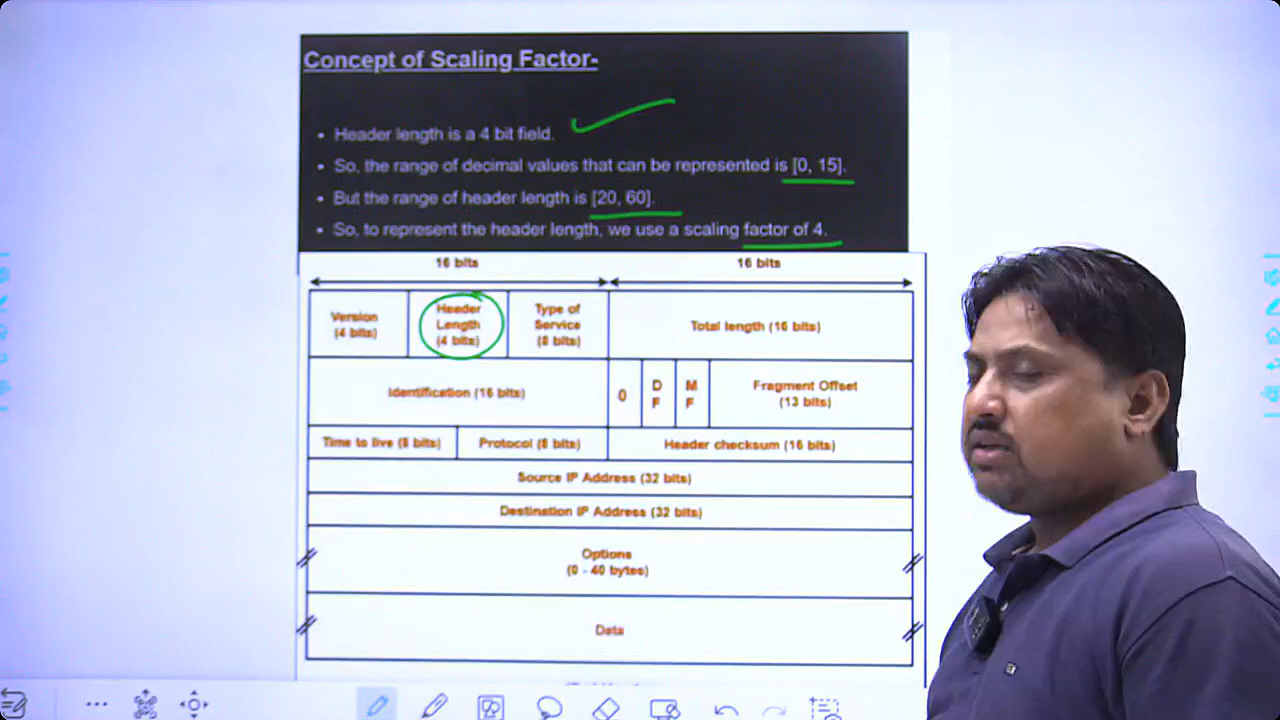 Concept of Scaling Factor-
• Header length is a 4 bit field.
• So, the range of decimal values that can be represented is [0, 15].
• But the range of header length is [20, 60].
• So, to represent the header length, we use a scaling factor of 4.
16 bits 16 bits
Version
(4 bits)
Header
Length
(4 bits)
Type of
Service
(8 bits)
Total length (16 bits)
Identification (16 bits)
0
D
F
M
F
Fragment Offset
(13 bits)
Time to live (8 bits)
Protocol (8 bits)
Header checksum (16 bits)
Source IP Address (32 bits)
Destination IP Address (32 bits)
Options
(0 - 40 bytes)
Data